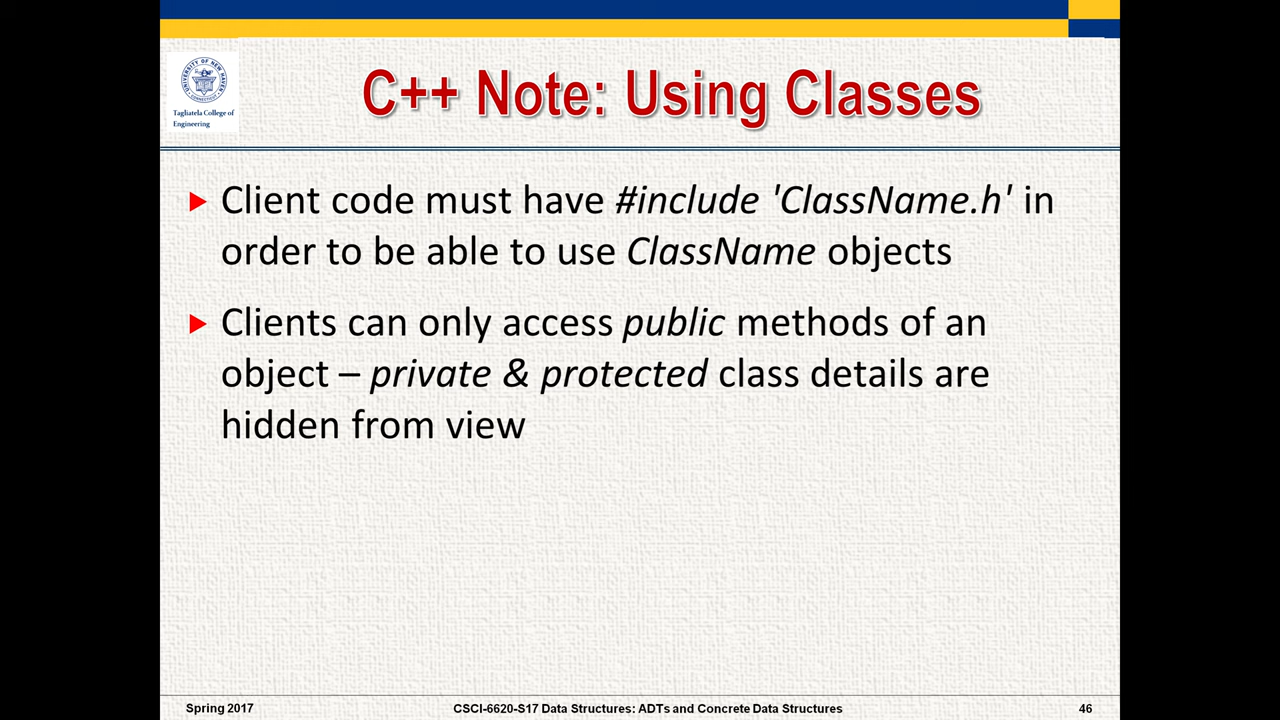 C++ Note: Using Classes
Tagliatela College of
Engineering
Client code must have #include 'ClassName.h' in
order to be able to use ClassName objects
Clients can only access public methods of an
object – private & protected class details are
hidden from view
Spring 2017
CSCI-6620-S17 Data Structures: ADTs and Concrete Data Structures
46